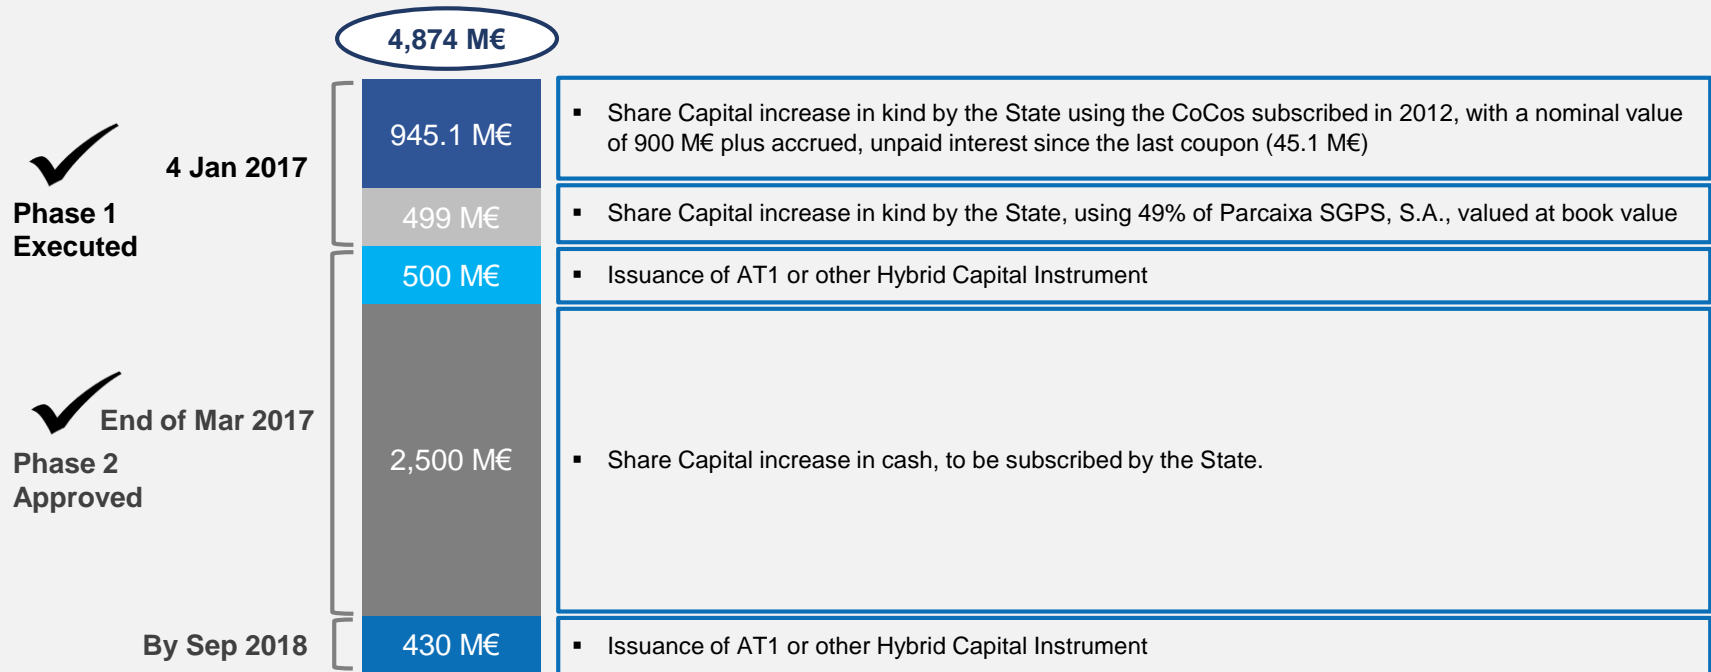 4,874 M€
4 Jan 2017
Phase 1
Executed
945.1 M€
▪ Share Capital increase in kind by the State using the CoCos subscribed in 2012, with a nominal value
of 900 M€ plus accrued, unpaid interest since the last coupon (45.1 M€)
499 M€
▪ Share Capital increase in kind by the State, using 49% of Parcaixa SGPS, S.A., valued at book value
500 M€
▪ Issuance of AT1 or other Hybrid Capital Instrument
End of Mar 2017
Phase 2
Approved
2,500 M€
▪ Share Capital increase in cash, to be subscribed by the State.
By Sep 2018
430 M€
▪ Issuance of AT1 or other Hybrid Capital Instrument